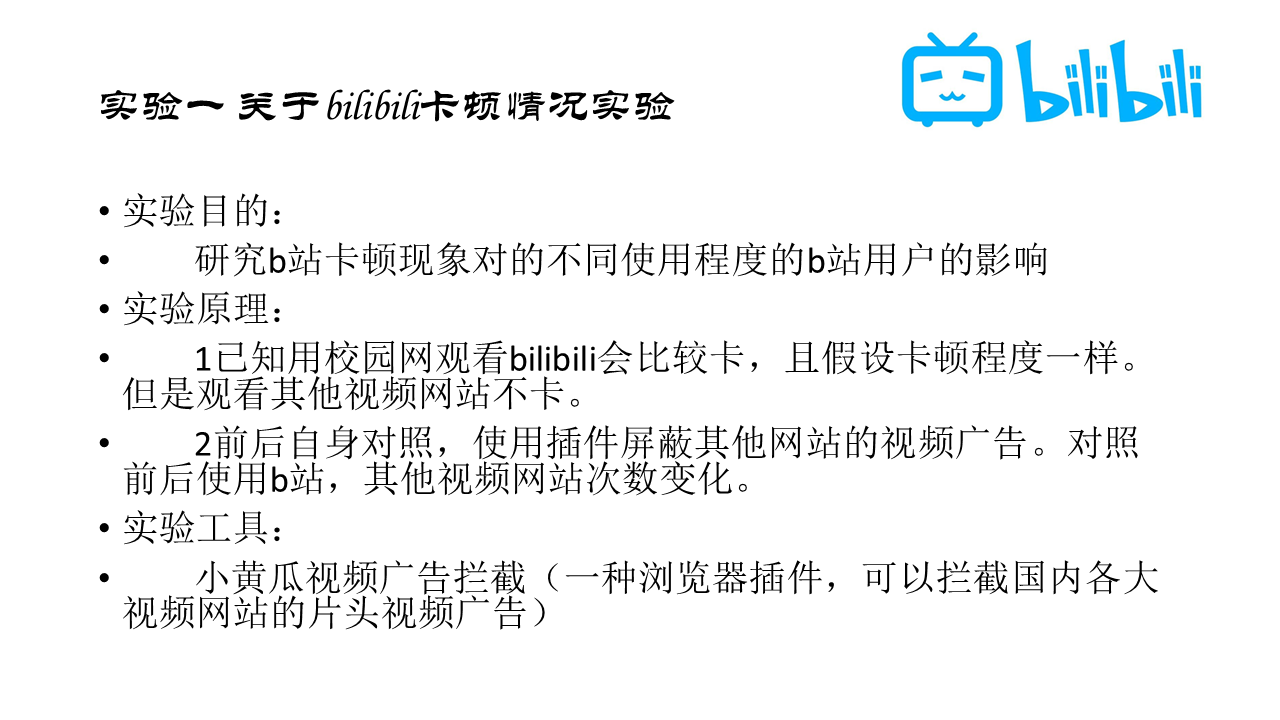 实验一 关于bilibili卡顿情况实验
bilibili
• 实验目的：
• 研究b站卡顿现象对的不同使用程度的b站用户的影响
• 实验原理：
• 1已知用校园网观看bilibili会比较卡，且假设卡顿程度一样。
但是观看其他视频网站不卡。
• 2前后自身对照，使用插件屏蔽其他网站的视频广告。对照
前后使用b站，其他视频网站次数变化。
• 实验工具：
• 小黄瓜视频广告拦截（一种浏览器插件，可以拦截国内各大
视频网站的片头视频广告）